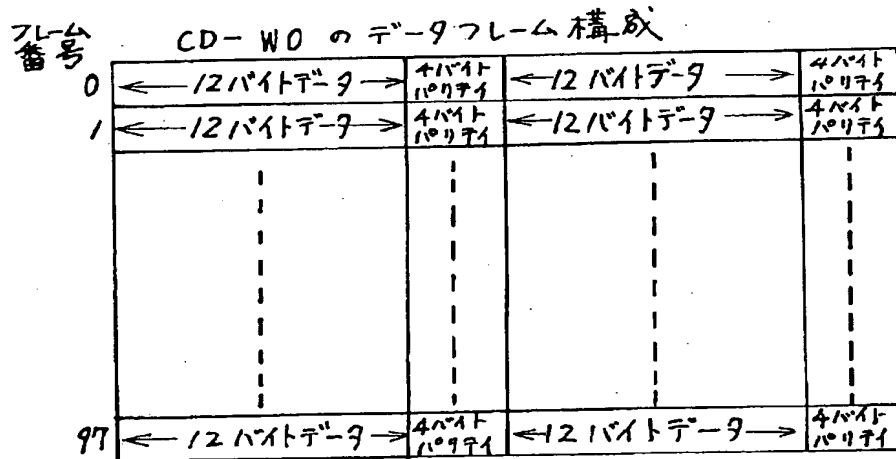 CD-WOのデータフレーム構成
フレーム
番号
0 12バイトデータ 4バイト パリティ 12バイトデータ 4バイト パリティ
1 12バイトデータ 4バイト パリティ 12バイトデータ 4バイト パリティ
97 12バイトデータ 4バイト パリティ 12バイトデータ 4バイト パリティ